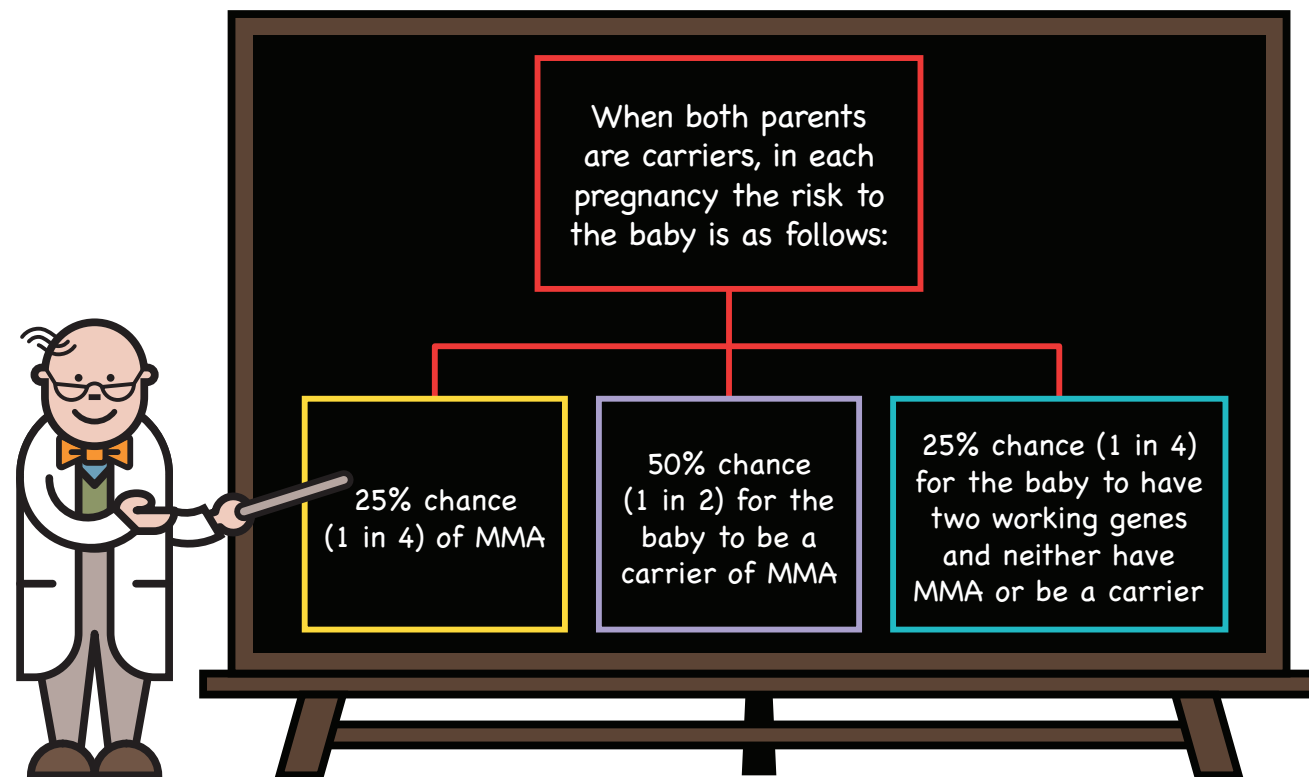 When both parents
are carriers, in each
pregnancy the risk to
the baby is as follows:
25% chance
(1 in 4) of MMA
50% chance
(1 in 2) for the
baby to be a
carrier of MMA
25% chance (1 in 4)
for the baby to have
two working genes
and neither have
MMA or be a carrier